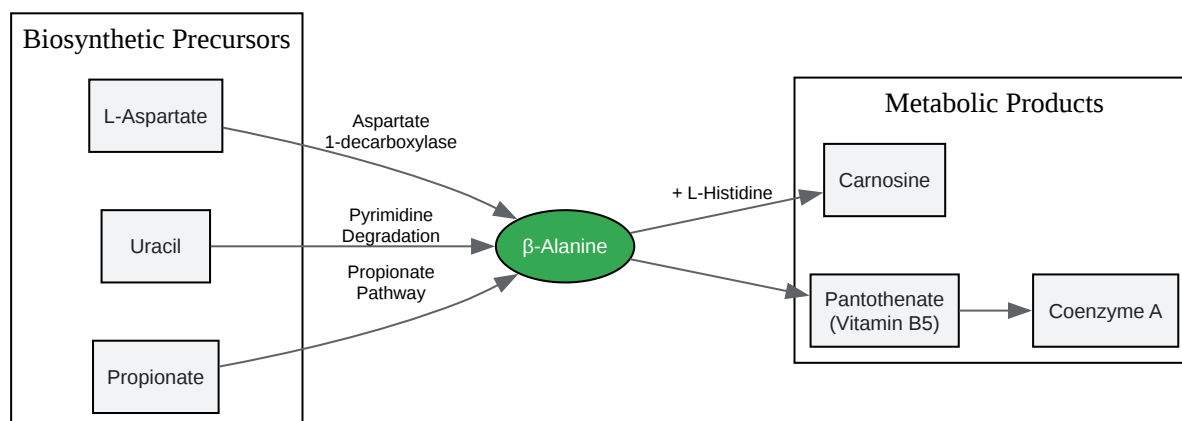 Biosynthetic Precursors
L-Aspartate
Uracil
Propionate
Aspartate
1-decarboxylase
Pyrimidine
Degradation
Propionate
Pathway
β-Alanine
+ L-Histidine
Metabolic Products
Carnosine
Pantothenate
(Vitamin B5)
Coenzyme A